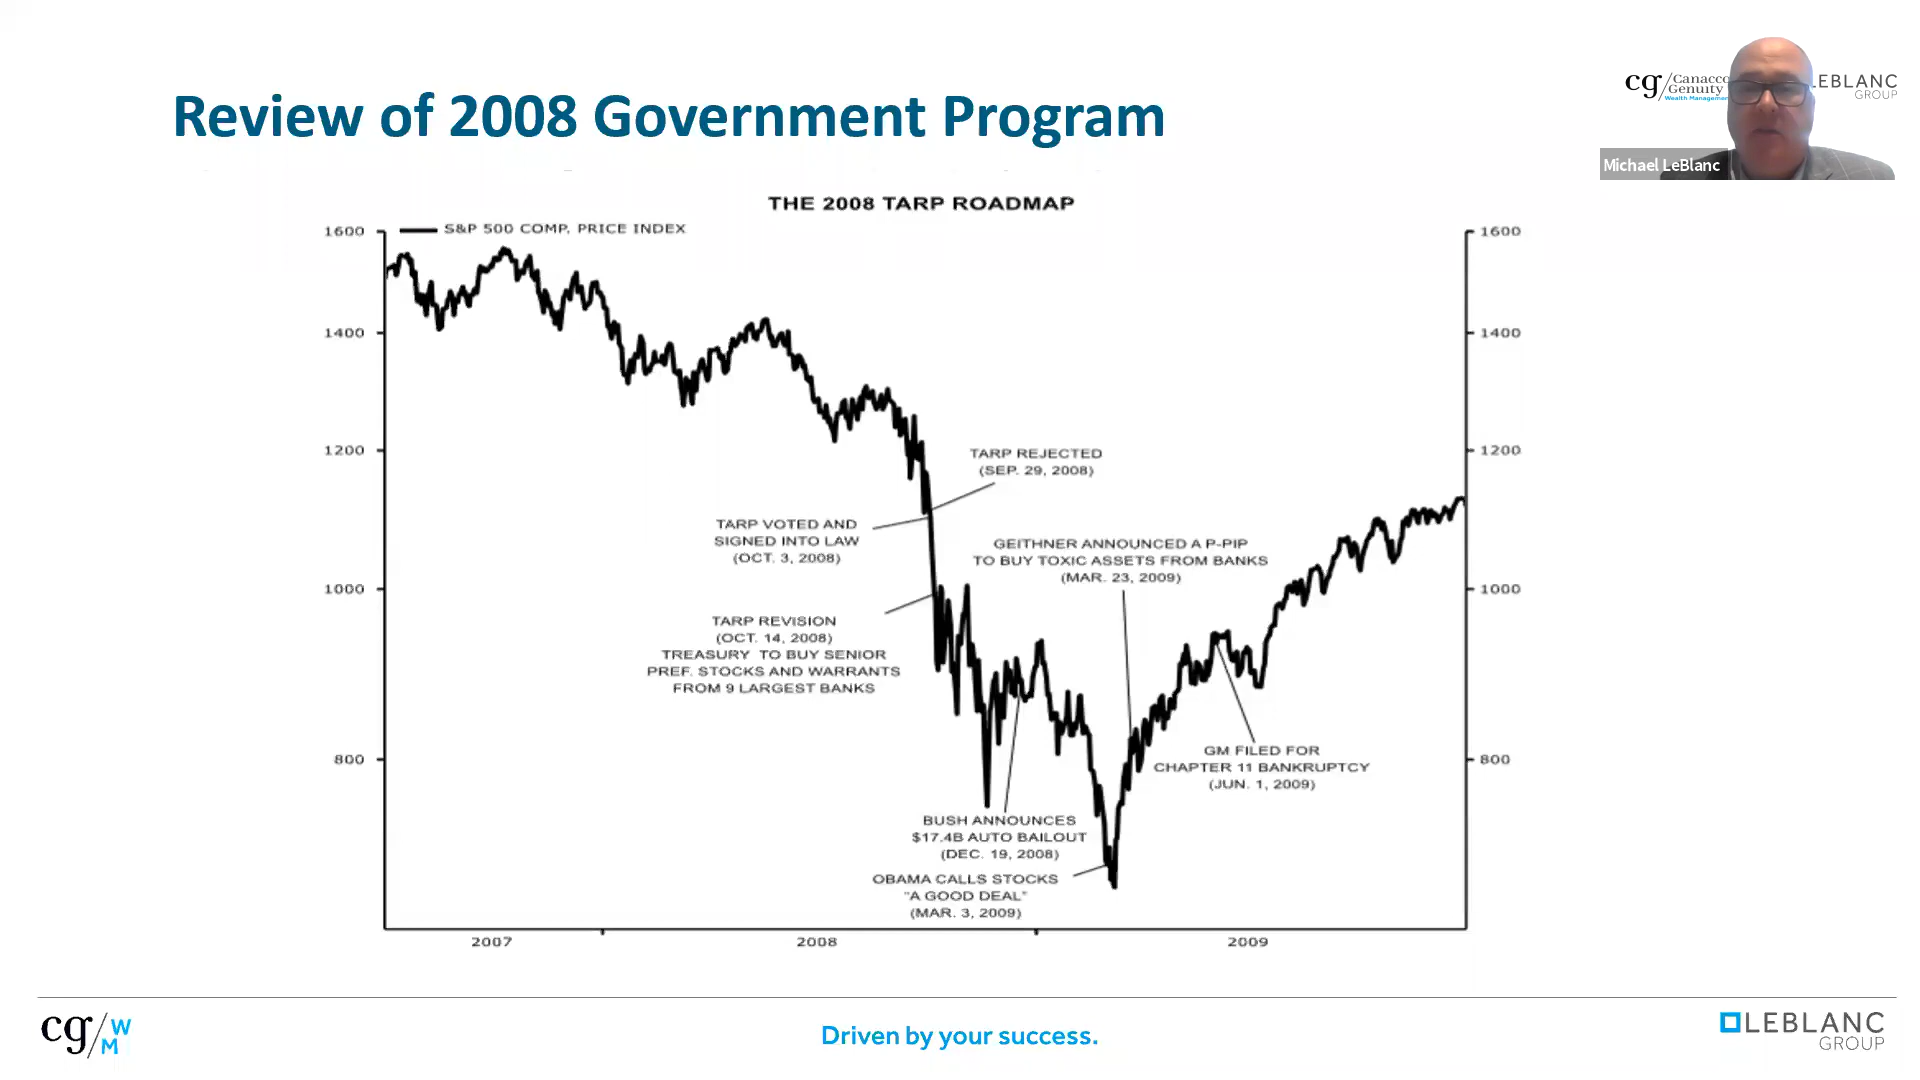 Review of 2008 Government Program
cg/Canacco
Genuity
Wealth Management
LEBLANC
GROUP
Michael LeBlanc
THE 2008 TARP ROADMAP
S&P 500 COMP. PRICE INDEX
1600
1400
1200
1000
800
1600
1400
1200
1000
800
TARP REJECTED
(SEP. 29, 2008)
TARP VOTED AND
SIGNED INTO LAW
(OCT. 3, 2008)
GEITHNER ANNOUNCED A P-PIP
TO BUY TOXIC ASSETS FROM BANKS
(MAR. 23, 2009)
TARP REVISION
(OCT. 14, 2008)
TREASURY TO BUY SENIOR
PREF. STOCKS AND WARRANTS
FROM 9 LARGEST BANKS
GM FILED FOR
CHAPTER 11 BANKRUPTCY
(JUN. 1, 2009)
BUSH ANNOUNCES
$17.4B AUTO BAILOUT
(DEC. 19, 2008)
OBAMA CALLS STOCKS
"A GOOD DEAL"
(MAR. 3, 2009)
2007 2008 2009
cg/WM
Driven by your success.
LEBLANC
GROUP